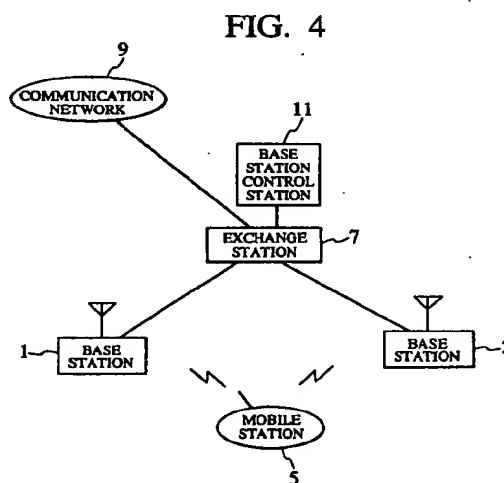 FIG. 4
9
COMMUNICATION
NETWORK
11
BASE
STATION
CONTROL
STATION
EXCHANGE
STATION
7
1
BASE
STATION
BASE
STATION
MOBILE
STATION
5